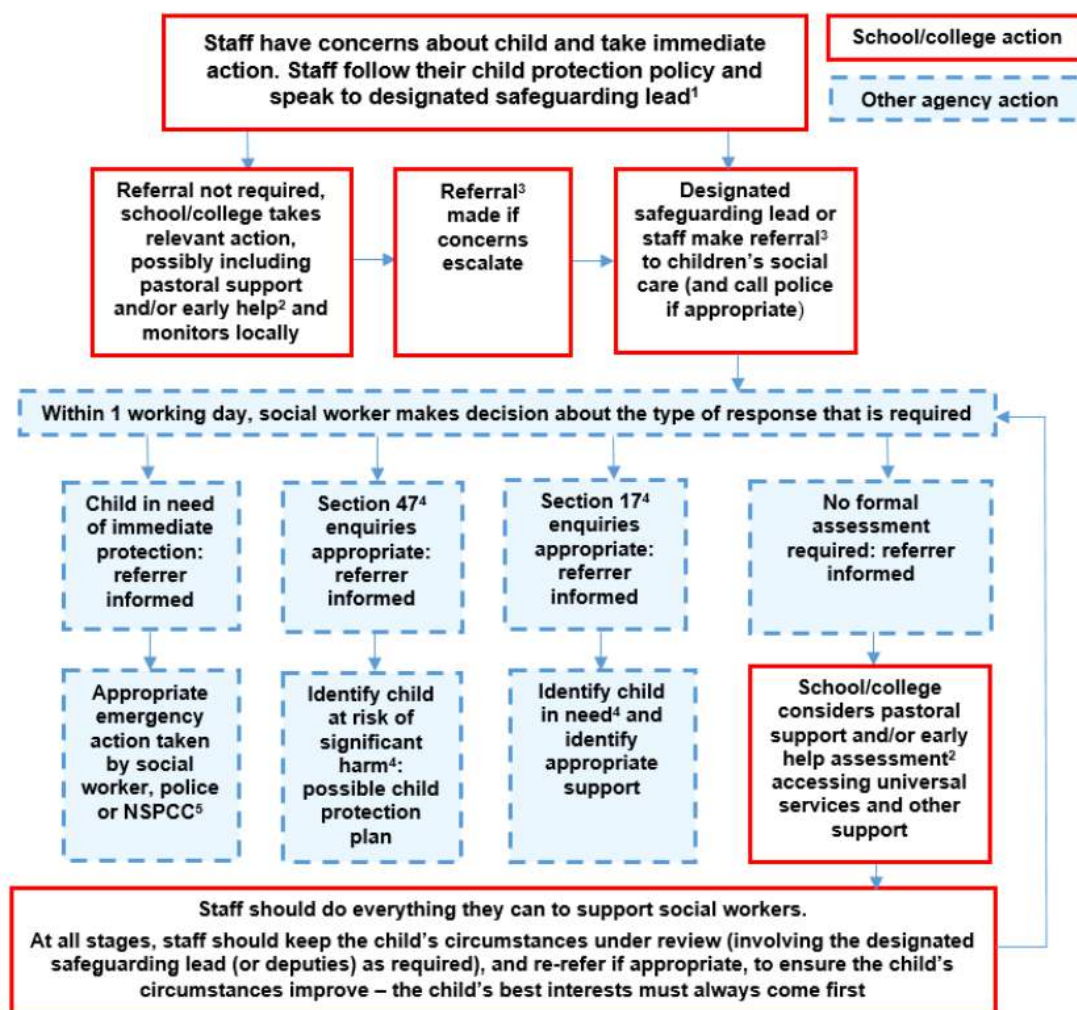 Staff have concerns about child and take immediate
action. Staff follow their child protection policy and
speak to designated safeguarding lead¹
School/college action
Other agency action
Referral not required,
school/college takes
relevant action,
possibly including
pastoral support
and/or early help² and
monitors locally
Referral³
made if
concerns
escalate
Designated
safeguarding lead or
staff make referral³
to children’s social
care (and call police
if appropriate)
Within 1 working day, social worker makes decision about the type of response that is required
Child in need
of immediate
protection:
referrer
informed
Section 47⁴
enquiries
appropriate:
referrer
informed
Section 17⁴
enquiries
appropriate:
referrer
informed
No formal
assessment
required: referrer
informed
Appropriate
emergency
action taken
by social
worker, police
or NSPCC⁵
Identify child
at risk of
significant
harm⁴:
possible child
protection
plan
Identify child
in need⁴ and
identify
appropriate
support
School/college
considers pastoral
support and/or early
help assessment²
accessing universal
services and other
support
Staff should do everything they can to support social workers.
At all stages, staff should keep the child’s circumstances under review (involving the designated
safeguarding lead (or deputies) as required), and re-refer if appropriate, to ensure the child’s
circumstances improve – the child’s best interests must always come first